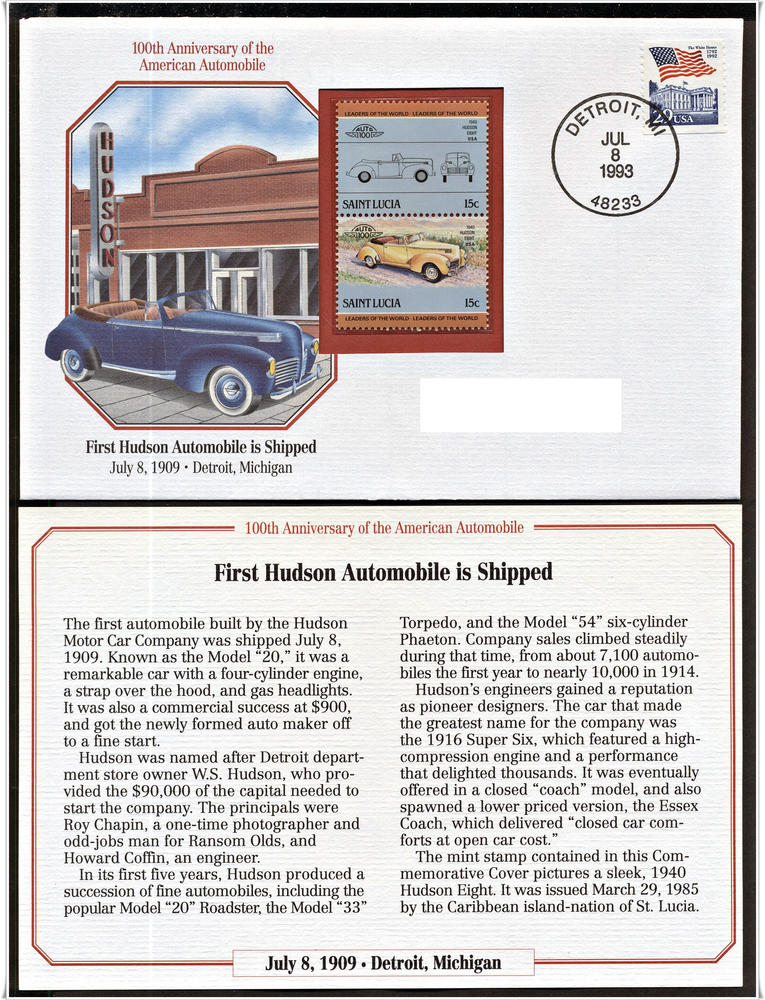 100th Anniversary of the
American Automobile
HUDSON
LEADERS OF THE WORLD · LEADERS OF THE WORLD
AUTO
100
1940
HUDSON
EIGHT
USA
SAINT LUCIA 15c
AUTO
100
1940
HUDSON
EIGHT
USA
SAINT LUCIA 15c
LEADERS OF THE WORLD · LEADERS OF THE WORLD
The White House
1792
1992
29 USA
DETROIT, MI
JUL
8
1993
48233
First Hudson Automobile is Shipped
July 8, 1909 • Detroit, Michigan
100th Anniversary of the American Automobile
First Hudson Automobile is Shipped
The first automobile built by the Hudson
Motor Car Company was shipped July 8,
1909. Known as the Model “20,” it was a
remarkable car with a four-cylinder engine,
a strap over the hood, and gas headlights.
It was also a commercial success at $900,
and got the newly formed auto maker off
to a fine start.
Hudson was named after Detroit depart-
ment store owner W.S. Hudson, who pro-
vided the $90,000 of the capital needed to
start the company. The principals were
Roy Chapin, a one-time photographer and
odd-jobs man for Ransom Olds, and
Howard Coffin, an engineer.
In its first five years, Hudson produced a
succession of fine automobiles, including the
popular Model “20” Roadster, the Model “33”
Torpedo, and the Model “54” six-cylinder
Phaeton. Company sales climbed steadily
during that time, from about 7,100 automo-
biles the first year to nearly 10,000 in 1914.
Hudson’s engineers gained a reputation
as pioneer designers. The car that made
the greatest name for the company was
the 1916 Super Six, which featured a high-
compression engine and a performance
that delighted thousands. It was eventually
offered in a closed “coach” model, and also
spawned a lower priced version, the Essex
Coach, which delivered “closed car com-
forts at open car cost.”
The mint stamp contained in this Com-
memorative Cover pictures a sleek, 1940
Hudson Eight. It was issued March 29, 1985
by the Caribbean island-nation of St. Lucia.
July 8, 1909 • Detroit, Michigan